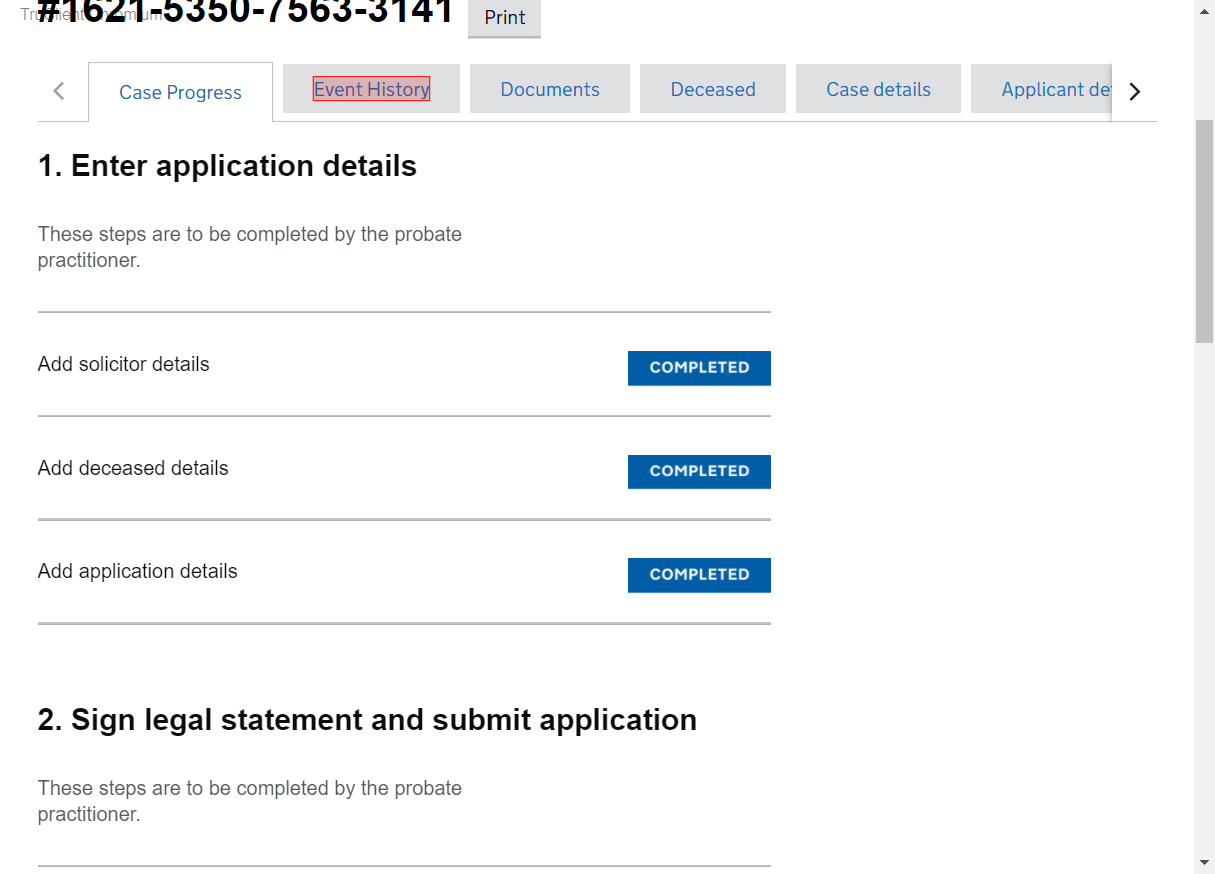 #1621-5350-7563-3141
Print
Case Progress
Event History
Documents
Deceased
Case details
Applicant
1. Enter application details
These steps are to be completed by the probate
practitioner.
Add solicitor details
COMPLETED
Add deceased details
COMPLETED
Add application details
COMPLETED
2. Sign legal statement and submit application
These steps are to be completed by the probate
practitioner.